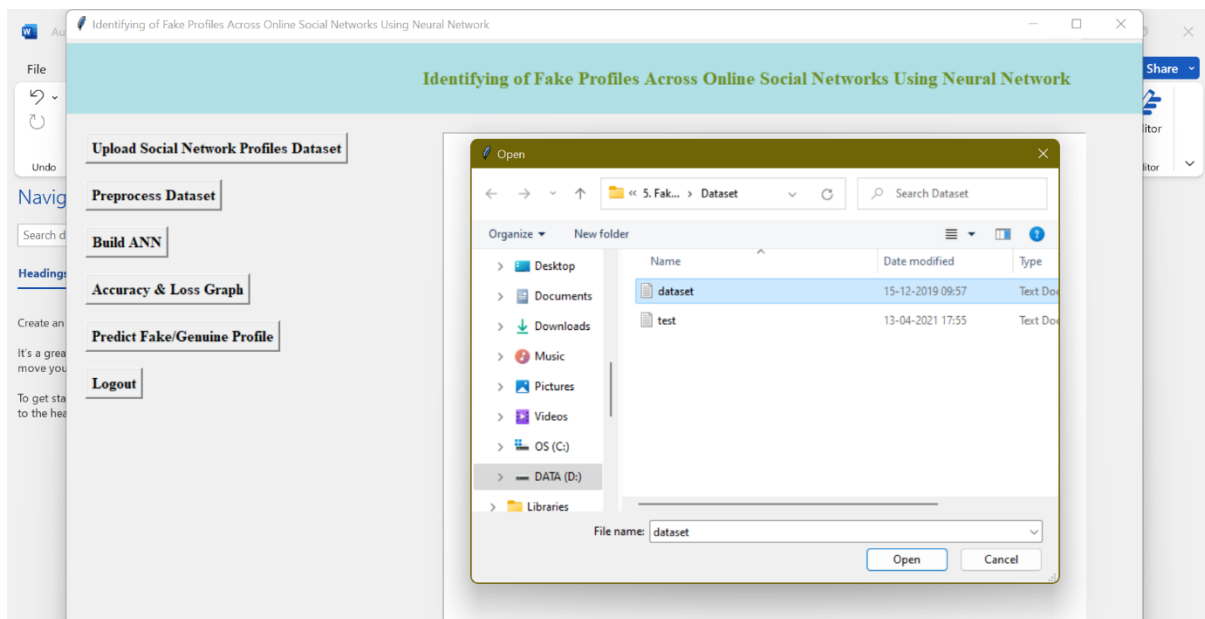 Au
Identifying of Fake Profiles Across Online Social Networks Using Neural Network
File
Share
Identifying of Fake Profiles Across Online Social Networks Using Neural Network
Undo
itor
itor
Navig
Search d
Headings
Create an
It's a grea
move you
To get sta
to the hea
Upload Social Network Profiles Dataset
Preprocess Dataset
Build ANN
Accuracy & Loss Graph
Predict Fake/Genuine Profile
Logout
Open
« 5. Fak... › Dataset
Search Dataset
Organize
New folder
Desktop
Documents
Downloads
Music
Pictures
Videos
OS (C:)
DATA (D:)
Libraries
Name Date modified Type
dataset 15-12-2019 09:57 Text Do
test 13-04-2021 17:55 Text Do
File name: dataset
Open Cancel